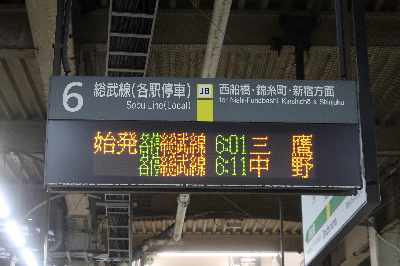 6 総武線(各駅停車) JB 西船橋・錦糸町・新宿方面
Sobu Line(Local) for Nishi-Funabashi, Kinshichō & Shinjuku
始発 各停 総武線 6:01 三鷹
各停 総武線 6:11 中野